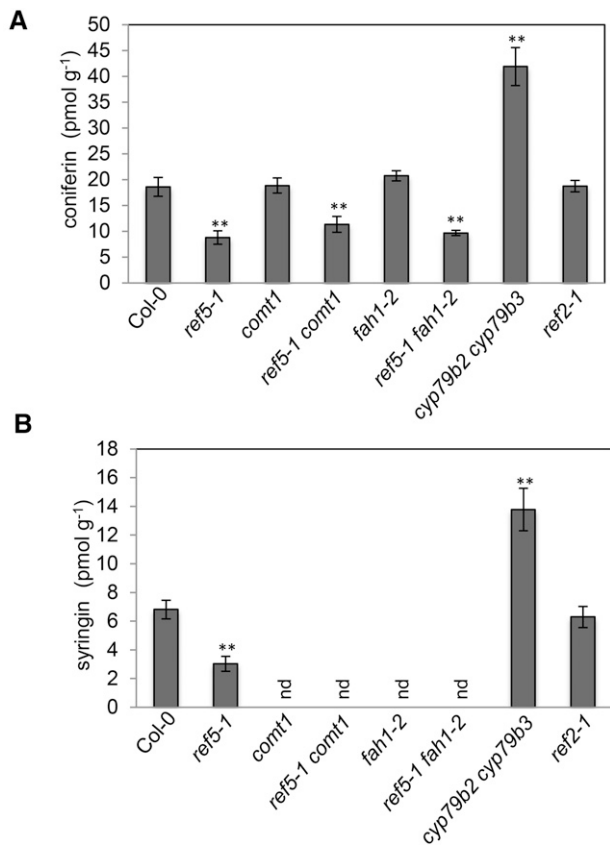 A
coniferin (pmol g-1)
50
45
40
35
30
25
20
15
10
5
0
**
**
**
**
Col-0
ref5-1
comt1
ref5-1 comt1
fah1-2
ref5-1 fah1-2
cyp79b2 cyp79b3
ref2-1
B
syringin (pmol g-1)
18
16
14
12
10
8
6
4
2
0
**
nd
nd
nd
nd
**
Col-0
ref5-1
comt1
ref5-1 comt1
fah1-2
ref5-1 fah1-2
cyp79b2 cyp79b3
ref2-1